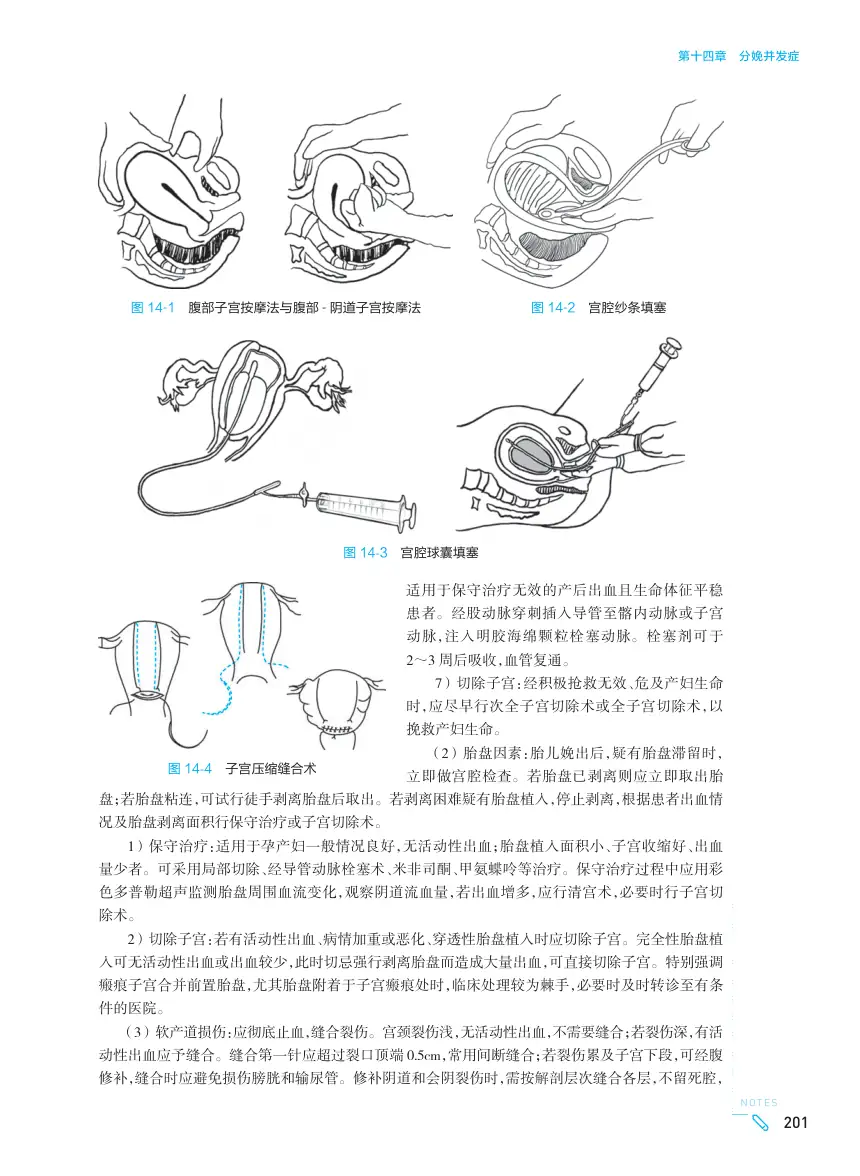 第十四章 分娩并发症
图 14-1 腹部子宫按摩法与腹部 - 阴道子宫按摩法
图 14-2 宫腔纱条填塞
图 14-3 宫腔球囊填塞
图 14-4 子宫压缩缝合术
适用于保守治疗无效的产后出血且生命体征平稳
患者。经股动脉穿刺插入导管至髂内动脉或子宫
动脉,注入明胶海绵颗粒栓塞动脉。栓塞剂可于
2~3 周后吸收,血管复通。
7)切除子宫:经积极抢救无效、危及产妇生命
时,应尽早行次全子宫切除术或全子宫切除术,以
挽救产妇生命。
(2)胎盘因素:胎儿娩出后,疑有胎盘滞留时,
立即做宫腔检查。若胎盘已剥离则应立即取出胎
盘;若胎盘粘连,可试行徒手剥离胎盘后取出。若剥离困难疑有胎盘植入,停止剥离,根据患者出血情
况及胎盘剥离面积行保守治疗或子宫切除术。
1)保守治疗:适用于孕产妇一般情况良好,无活动性出血;胎盘植入面积小、子宫收缩好、出血
量少者。可采用局部切除、经导管动脉栓塞术、米非司酮、甲氨蝶呤等治疗。保守治疗过程中应用彩
色多普勒超声监测胎盘周围血流变化,观察阴道流血量,若出血增多,应行清宫术,必要时行子宫切
除术。
2)切除子宫:若有活动性出血、病情加重或恶化、穿透性胎盘植入时应切除子宫。完全性胎盘植
入可无活动性出血或出血较少,此时切忌强行剥离胎盘而造成大量出血,可直接切除子宫。特别强调
瘢痕子宫合并前置胎盘,尤其胎盘附着于子宫瘢痕处时,临床处理较为棘手,必要时及时转诊至有条
件的医院。
(3)软产道损伤:应彻底止血,缝合裂伤。宫颈裂伤浅,无活动性出血,不需要缝合;若裂伤深,有活
动性出血应予缝合。缝合第一针应超过裂口顶端 0.5cm,常用间断缝合;若裂伤累及子宫下段,可经腹
修补,缝合时应避免损伤膀胱和输尿管。修补阴道和会阴裂伤时,需按解剖层次缝合各层,不留死腔,
NOTES
201